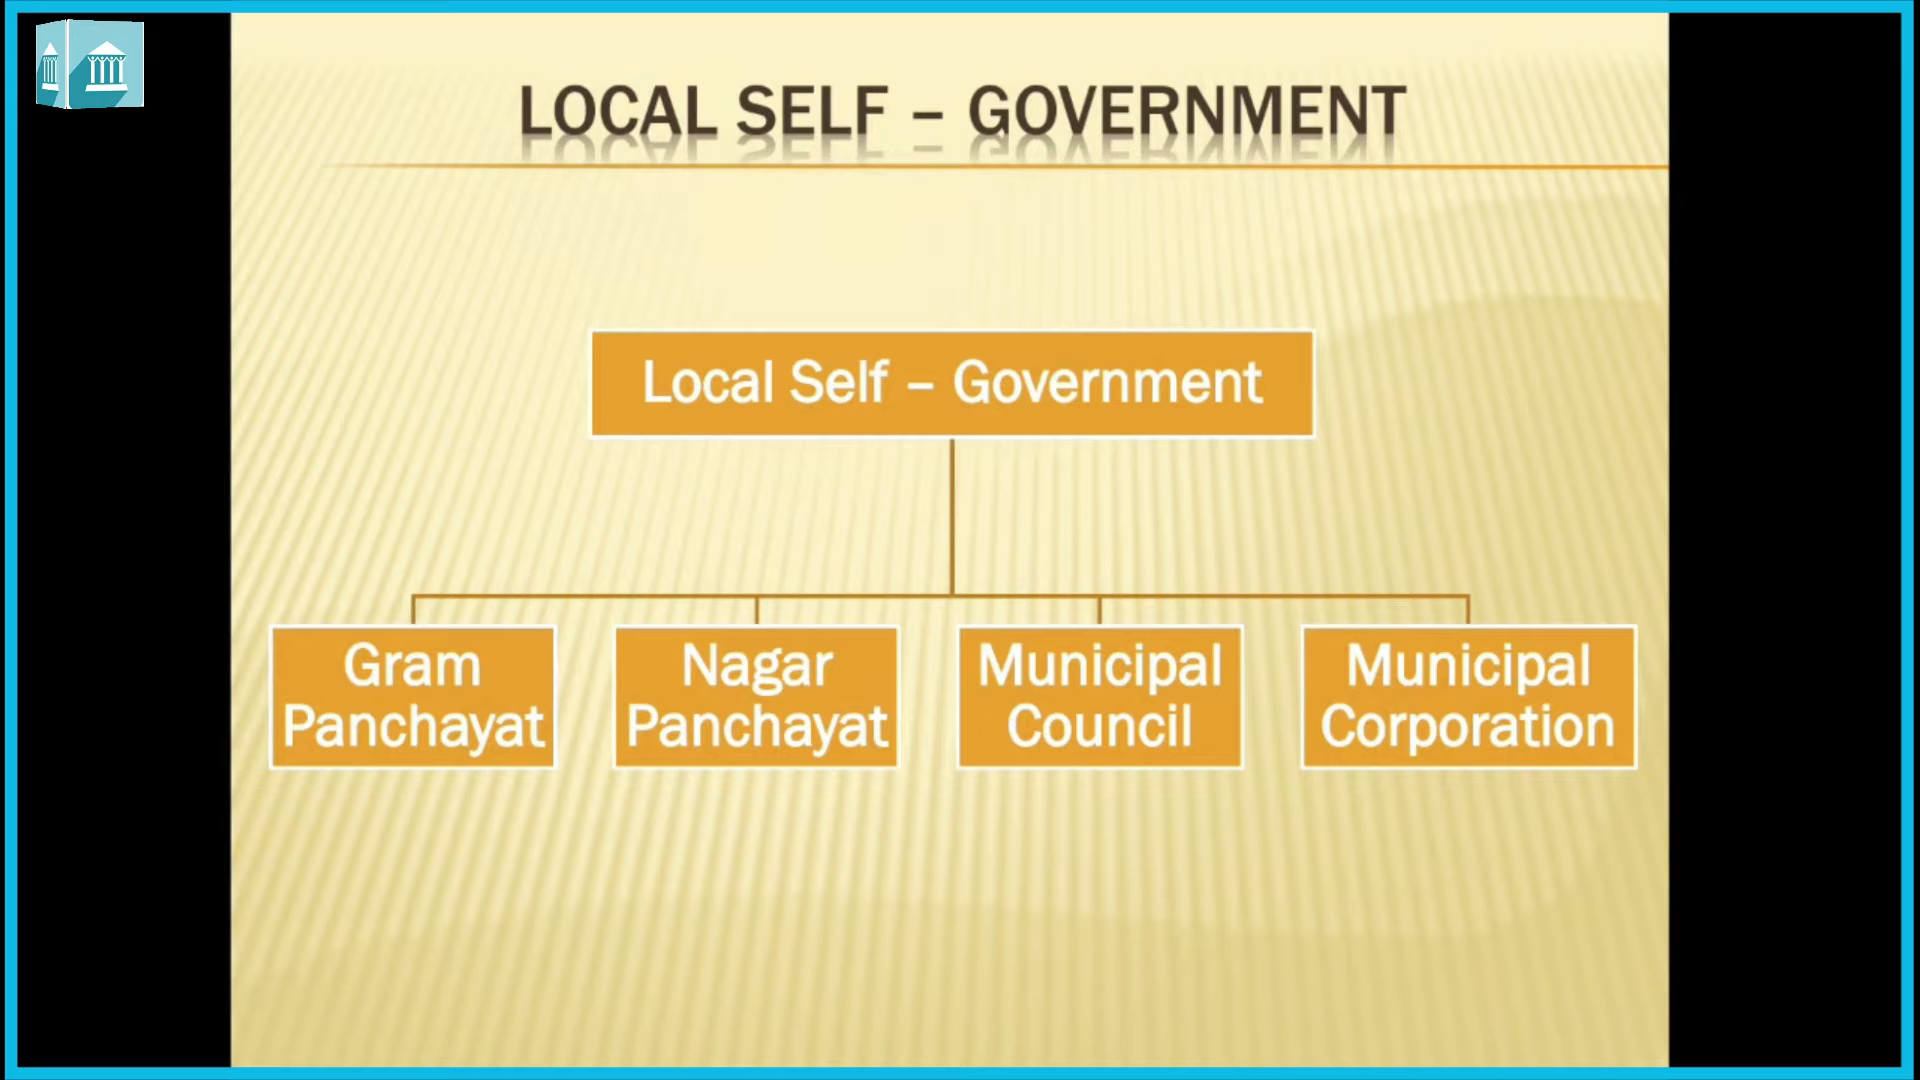 LOCAL SELF – GOVERNMENT
Local Self – Government
Gram
Panchayat
Nagar
Panchayat
Municipal
Council
Municipal
Corporation